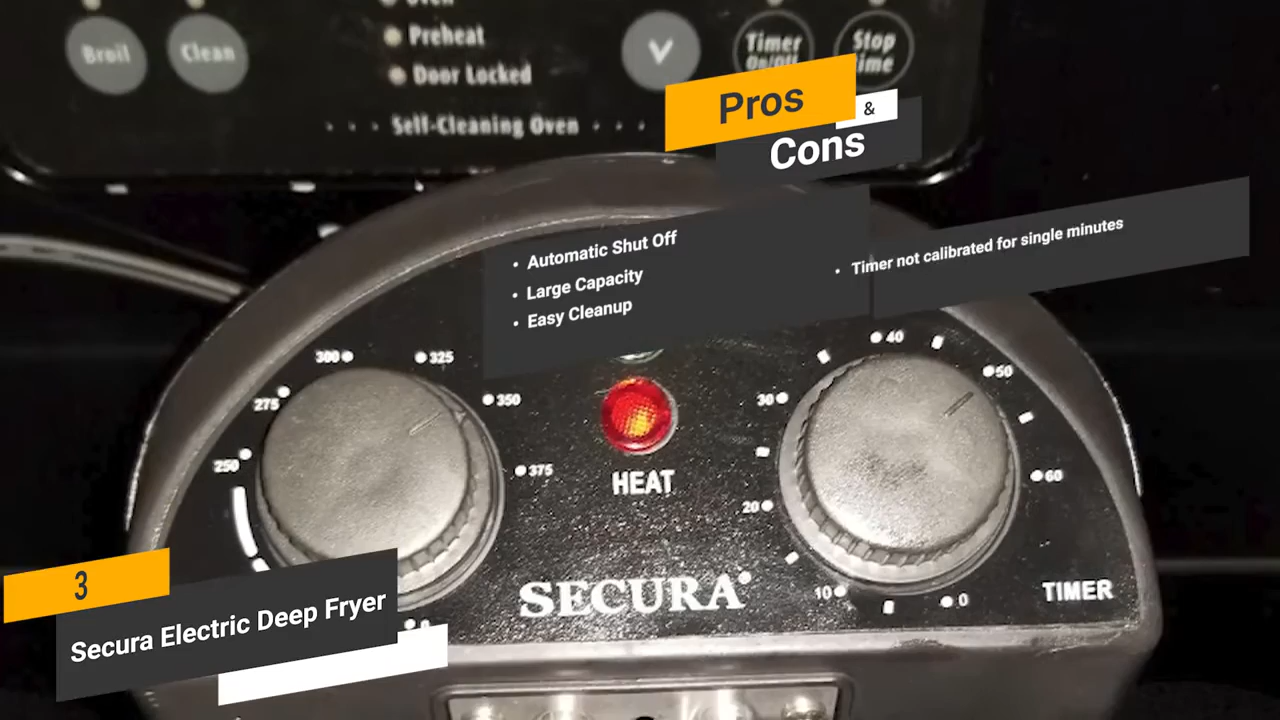 Oven
Broil
Clean
Preheat
Door Locked
Timer
On/Off
Stop
Time
· · · Self-Cleaning Oven · · ·
Pros
&
Cons
• Automatic Shut Off
• Large Capacity
• Easy Cleanup
• Timer not calibrated for single minutes
300
325
275
350
250
375
40
50
30
60
20
10
0
HEAT
SECURA
TIMER
3
Secura Electric Deep Fryer